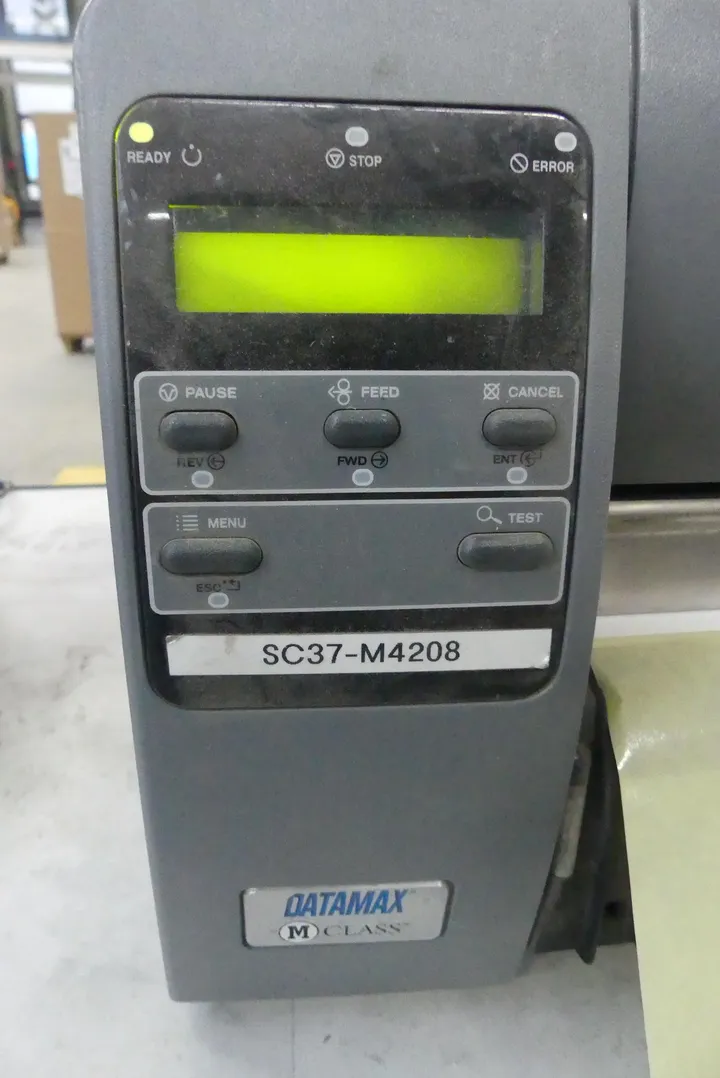 READY STOP ERROR
PAUSE FEED CANCEL
REV FWD ENT
MENU TEST
ESC
SC37-M4208
DATAMAX
M CLASS